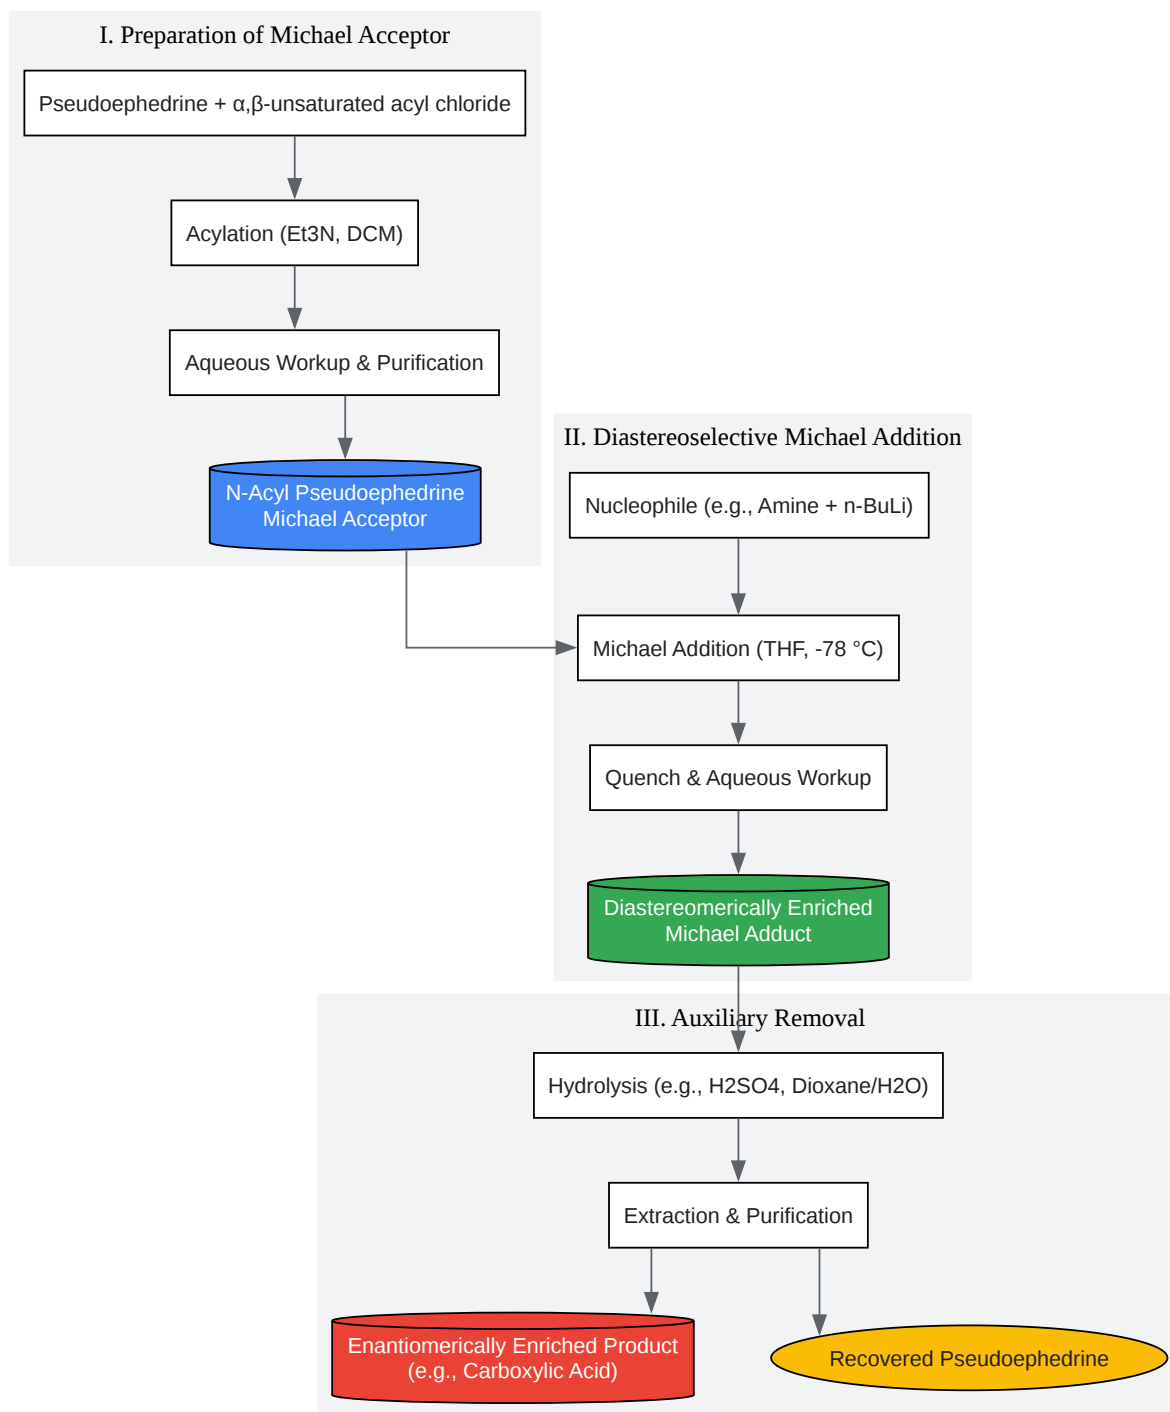 I. Preparation of Michael Acceptor
Pseudoephedrine + α,β-unsaturated acyl chloride
Acylation (Et3N, DCM)
Aqueous Workup & Purification
N-Acyl Pseudoephedrine
Michael Acceptor
II. Diastereoselective Michael Addition
Nucleophile (e.g., Amine + n-BuLi)
Michael Addition (THF, -78 °C)
Quench & Aqueous Workup
Diastereomerically Enriched
Michael Adduct
III. Auxiliary Removal
Hydrolysis (e.g., H2SO4, Dioxane/H2O)
Extraction & Purification
Enantiomerically Enriched Product
(e.g., Carboxylic Acid)
Recovered Pseudoephedrine